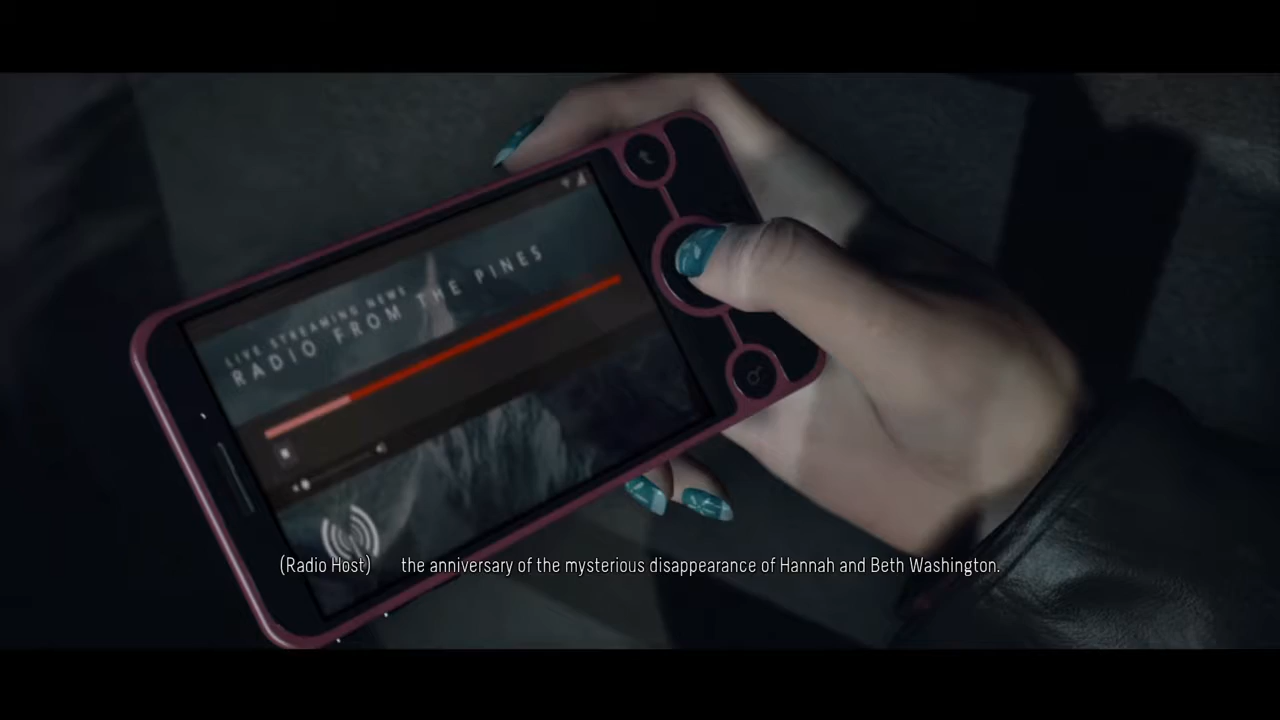 LIVE STREAMING NEWS
RADIO FROM THE PINES
(Radio Host) the anniversary of the mysterious disappearance of Hannah and Beth Washington.